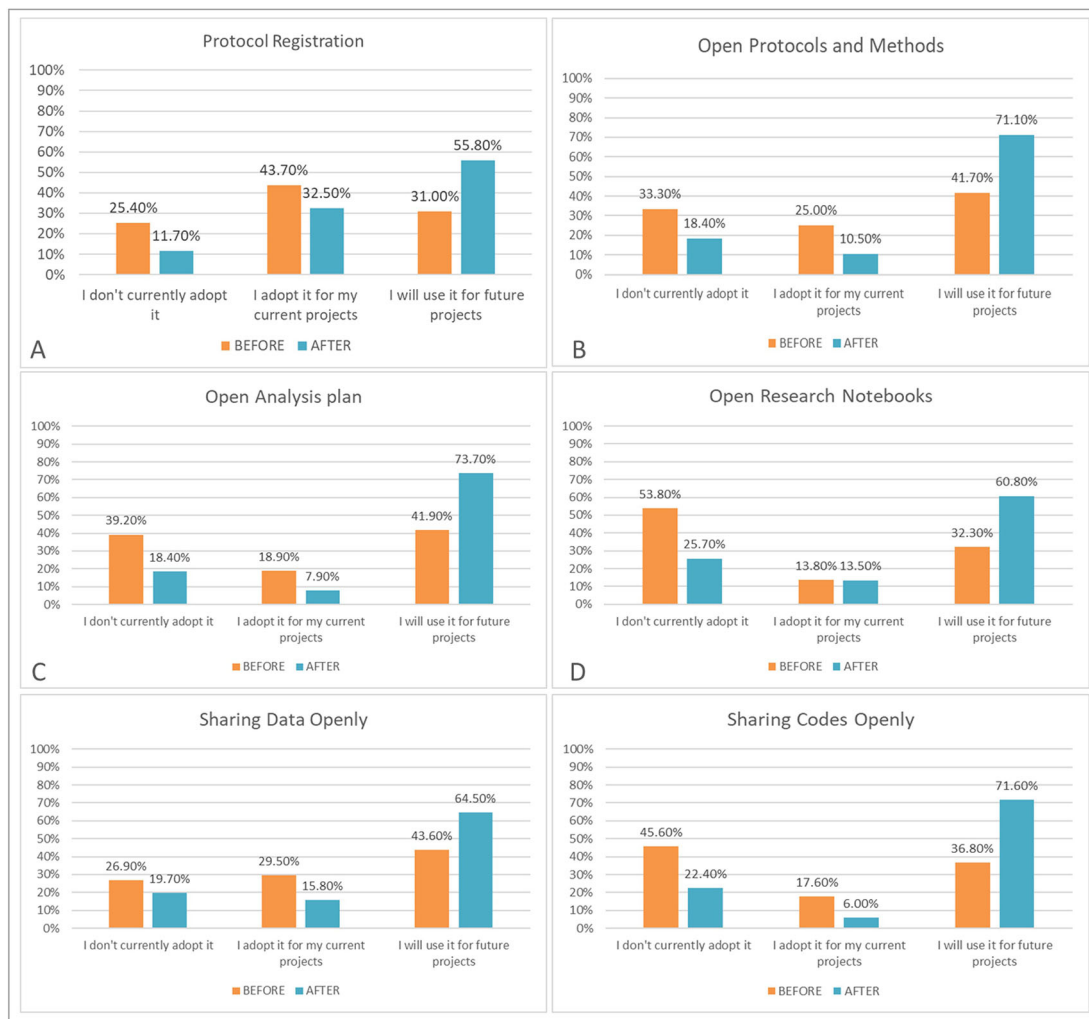 Protocol Registration
100%
90%
80%
70%
60%
50%
40%
30%
20%
10%
0%
25.40%
11.70%
43.70%
32.50%
31.00%
55.80%
I don't currently adopt
it
I adopt it for my
current projects
I will use it for future
projects
BEFORE AFTER
A
Open Protocols and Methods
100%
90%
80%
70%
60%
50%
40%
30%
20%
10%
0%
33.30%
18.40%
25.00%
10.50%
41.70%
71.10%
I don't currently adopt it
I adopt it for my current
projects
I will use it for future
projects
BEFORE AFTER
B
Open Analysis plan
100%
90%
80%
70%
60%
50%
40%
30%
20%
10%
0%
39.20%
18.40%
18.90%
7.90%
41.90%
73.70%
I don't currently adopt it
I adopt it for my current
projects
I will use it for future
projects
BEFORE AFTER
C
Open Research Notebooks
100%
90%
80%
70%
60%
50%
40%
30%
20%
10%
0%
53.80%
25.70%
13.80%
13.50%
32.30%
60.80%
I don't currently adopt it
I adopt it for my current
projects
I will use it for future
projects
BEFORE AFTER
D
Sharing Data Openly
100%
90%
80%
70%
60%
50%
40%
30%
20%
10%
0%
26.90%
19.70%
29.50%
15.80%
43.60%
64.50%
I don't currently adopt it
I adopt it for my current
projects
I will use it for future
projects
BEFORE AFTER
Sharing Codes Openly
100%
90%
80%
70%
60%
50%
40%
30%
20%
10%
0%
45.60%
22.40%
17.60%
6.00%
36.80%
71.60%
I don't currently adopt it
I adopt it for my current
projects
I will use it for future
projects
BEFORE AFTER